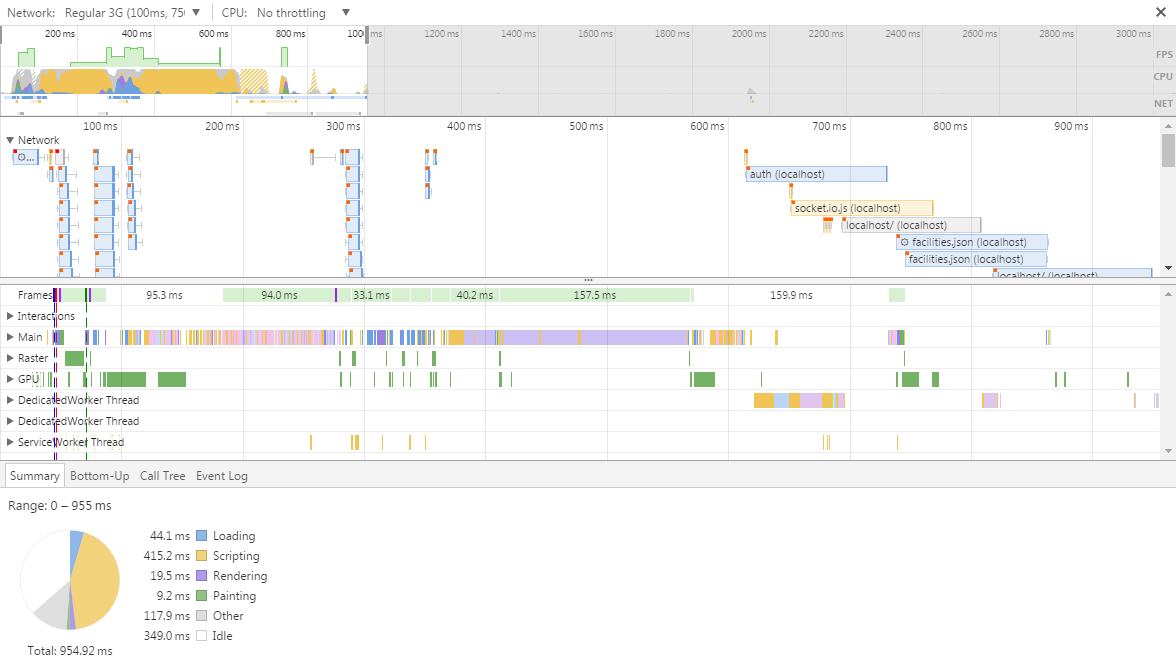 Network: Regular 3G (100ms, 750 CPU: No throttling
200 ms 400 ms 600 ms 800 ms 1000 ms 1200 ms 1400 ms 1600 ms 1800 ms 2000 ms 2200 ms 2400 ms 2600 ms 2800 ms 3000 ms
FPS
CPU
NET
100 ms 200 ms 300 ms 400 ms 500 ms 600 ms 700 ms 800 ms 900 ms
Network
...
auth (localhost)
socket.io.js (localhost)
localhost/ (localhost)
facilities.json (localhost)
facilities.json (localhost)
localhost/ (localhost)
Frames 95.3 ms 94.0 ms 33.1 ms 40.2 ms 157.5 ms 159.9 ms
Interactions
Main
Raster
GPU
DedicatedWorker Thread
DedicatedWorker Thread
ServiceWorker Thread
Summary Bottom-Up Call Tree Event Log
Range: 0 – 955 ms
44.1 ms Loading
415.2 ms Scripting
19.5 ms Rendering
9.2 ms Painting
117.9 ms Other
349.0 ms Idle
Total: 954.92 ms